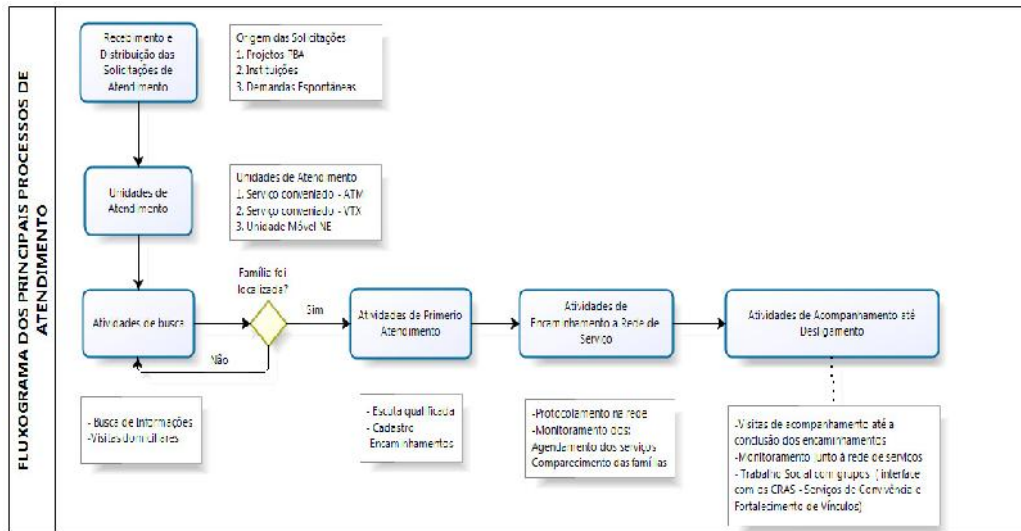 FLUXOGRAMA DOS PRINCIPAIS PROCESSOS DE
ATENDIMENTO
Recebimento e
Distribuição das
Solicitações de
Atendimento
Origem das Solicitações
1. Projetos PBA
2. Instituições
3. Demandas Espontâneas
Unidades de
Atendimento
Unidades de Atendimento
1. Serviço conveniado - ATM
2. Serviço conveniado - VTX
3. Unidade Móvel NE
Atividades de busca
Família foi
localizada?
Sim
Não
Atividades de Primerio
Atendimento
Atividades de
Encaminhamento a Rede de
Serviço
Atividades de Acompanhamento até
Desligamento
- Busca de Informações
-Visitas domiciliares
- Escuta qualificada
- Cadastro
Encaminhamentos
-Protocolamento na rede
-Monitoramento dos:
Agendamento dos serviços
Comparecimento das famílias
-Visitas de acompanhamento até a
conclusão dos encaminhamentos
-Monitoramento junto à rede de serviços
- Trabalho Social com grupos ( interface
com os CRAS - Serviços de Convivência e
Fortalecimento de Vínculos)